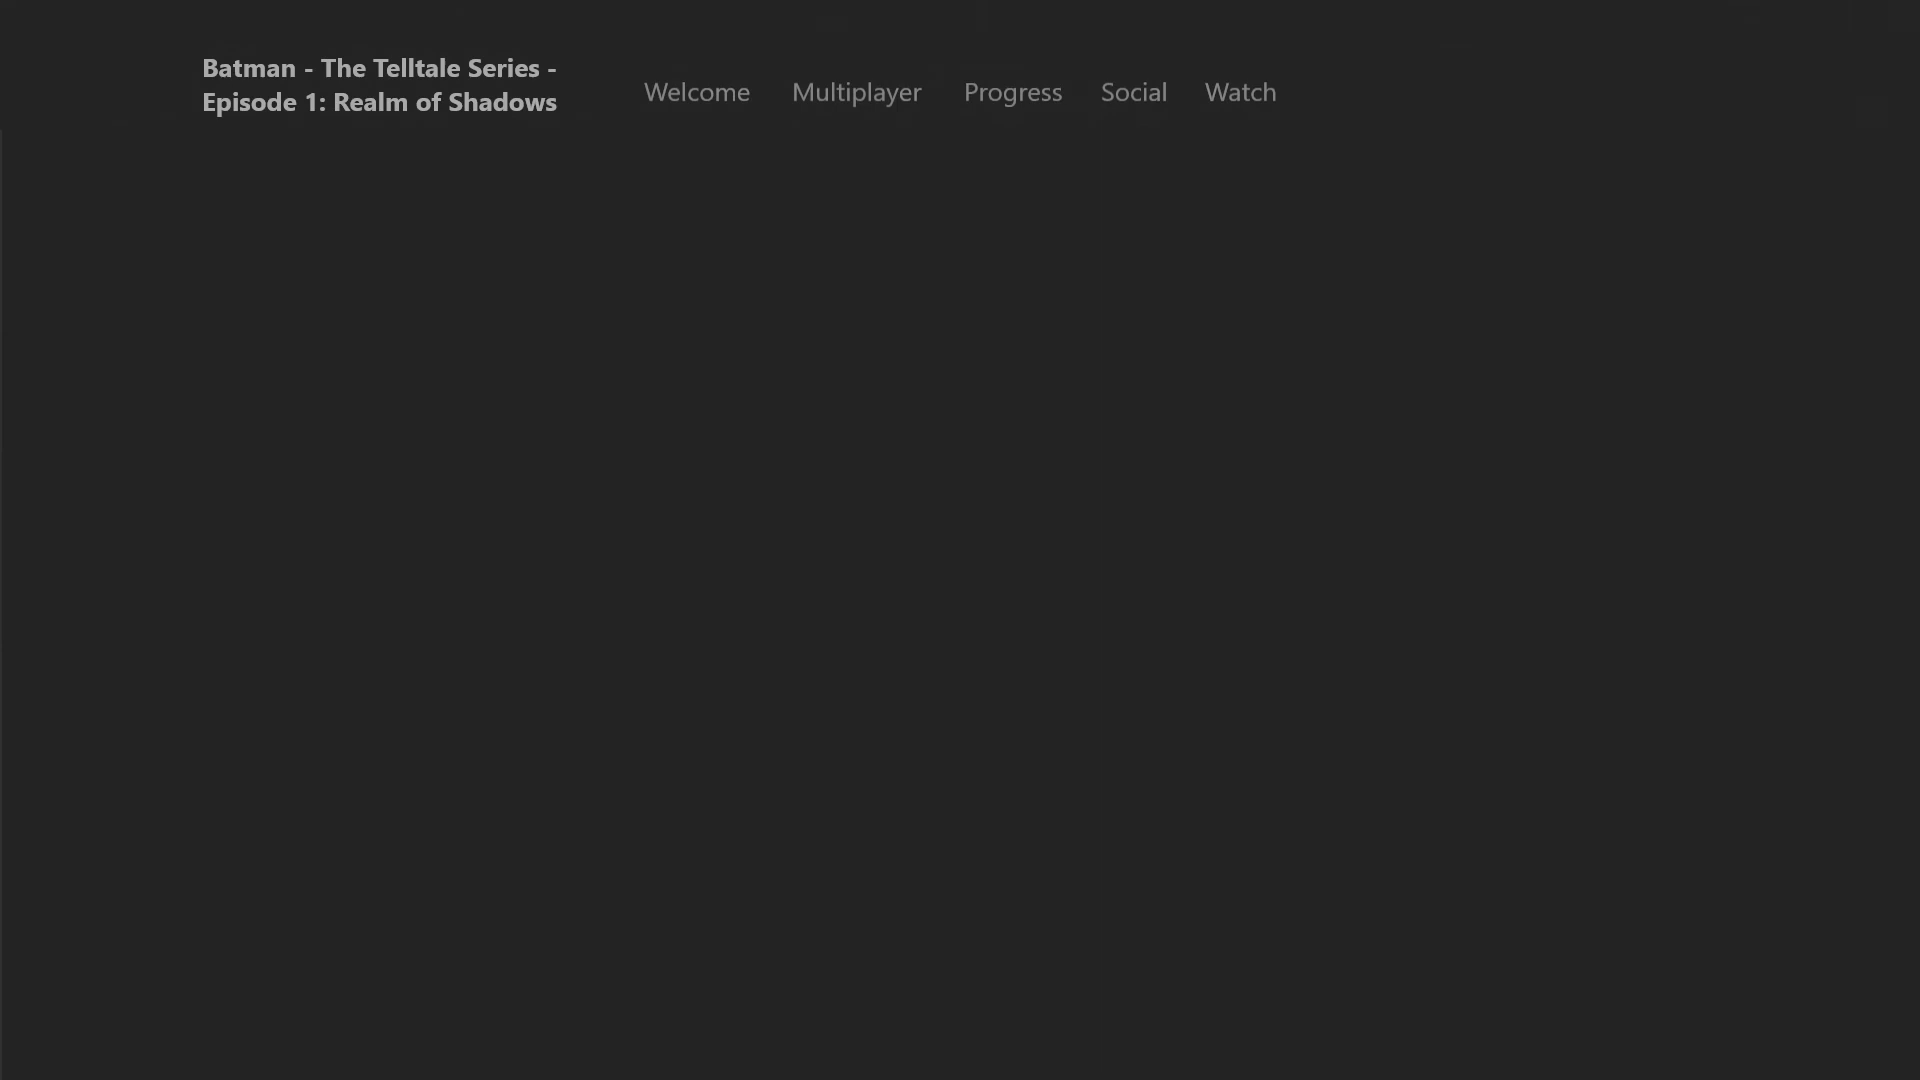 Batman - The Telltale Series -
Episode 1: Realm of Shadows
Welcome Multiplayer Progress Social Watch